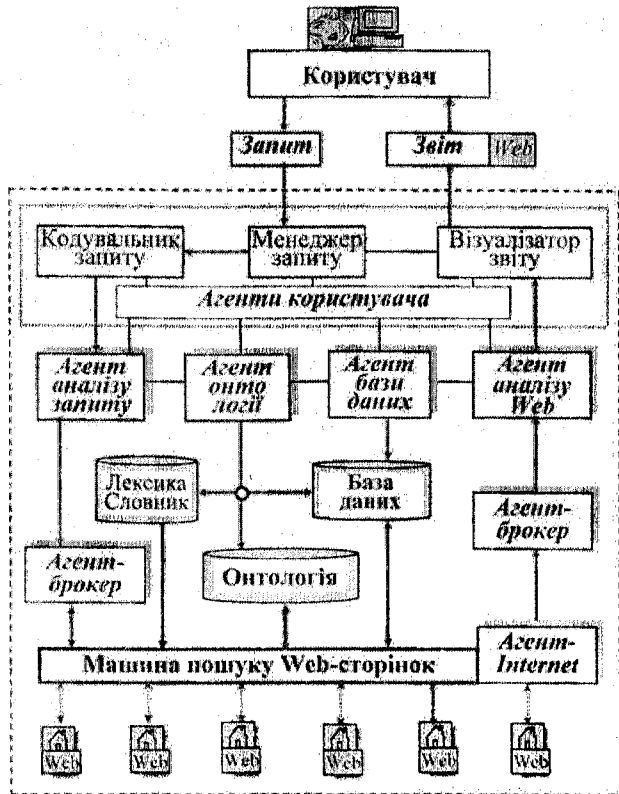 Користувач
Запит
Звіт
Web
Кодувальник
запиту
Менеджер
запиту
Візуалізатор
звіту
Агенти користувача
Агент
аналізу
запиту
Агент
онто
логії
Агент
бази
даних
Агент
аналізу
Web
Лексика
Словник
База
даних
Агент-
брокер
Агент-
брокер
Онтологія
Машина пошуку Web-сторінок
Агент-
Internet
Web
Web
Web
Web
Web
Web